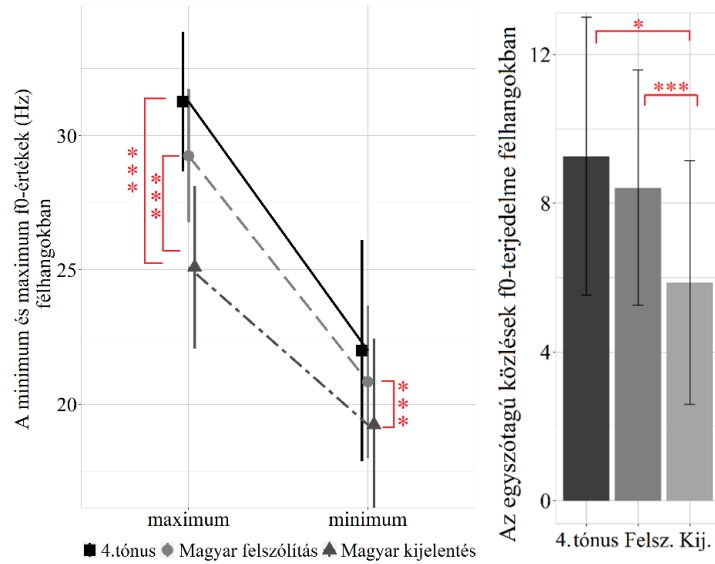 A minimum és maximum f0-értékek (Hz)
félhangokban
30
25
20
***
***
***
maximum
minimum
4.tónus
Magyar felszólítás
Magyar kijelentés
Az egyszótagú közlések f0-terjedelme félhangokban
12
8
4
0
*
***
4.tónus Felsz. Kij.